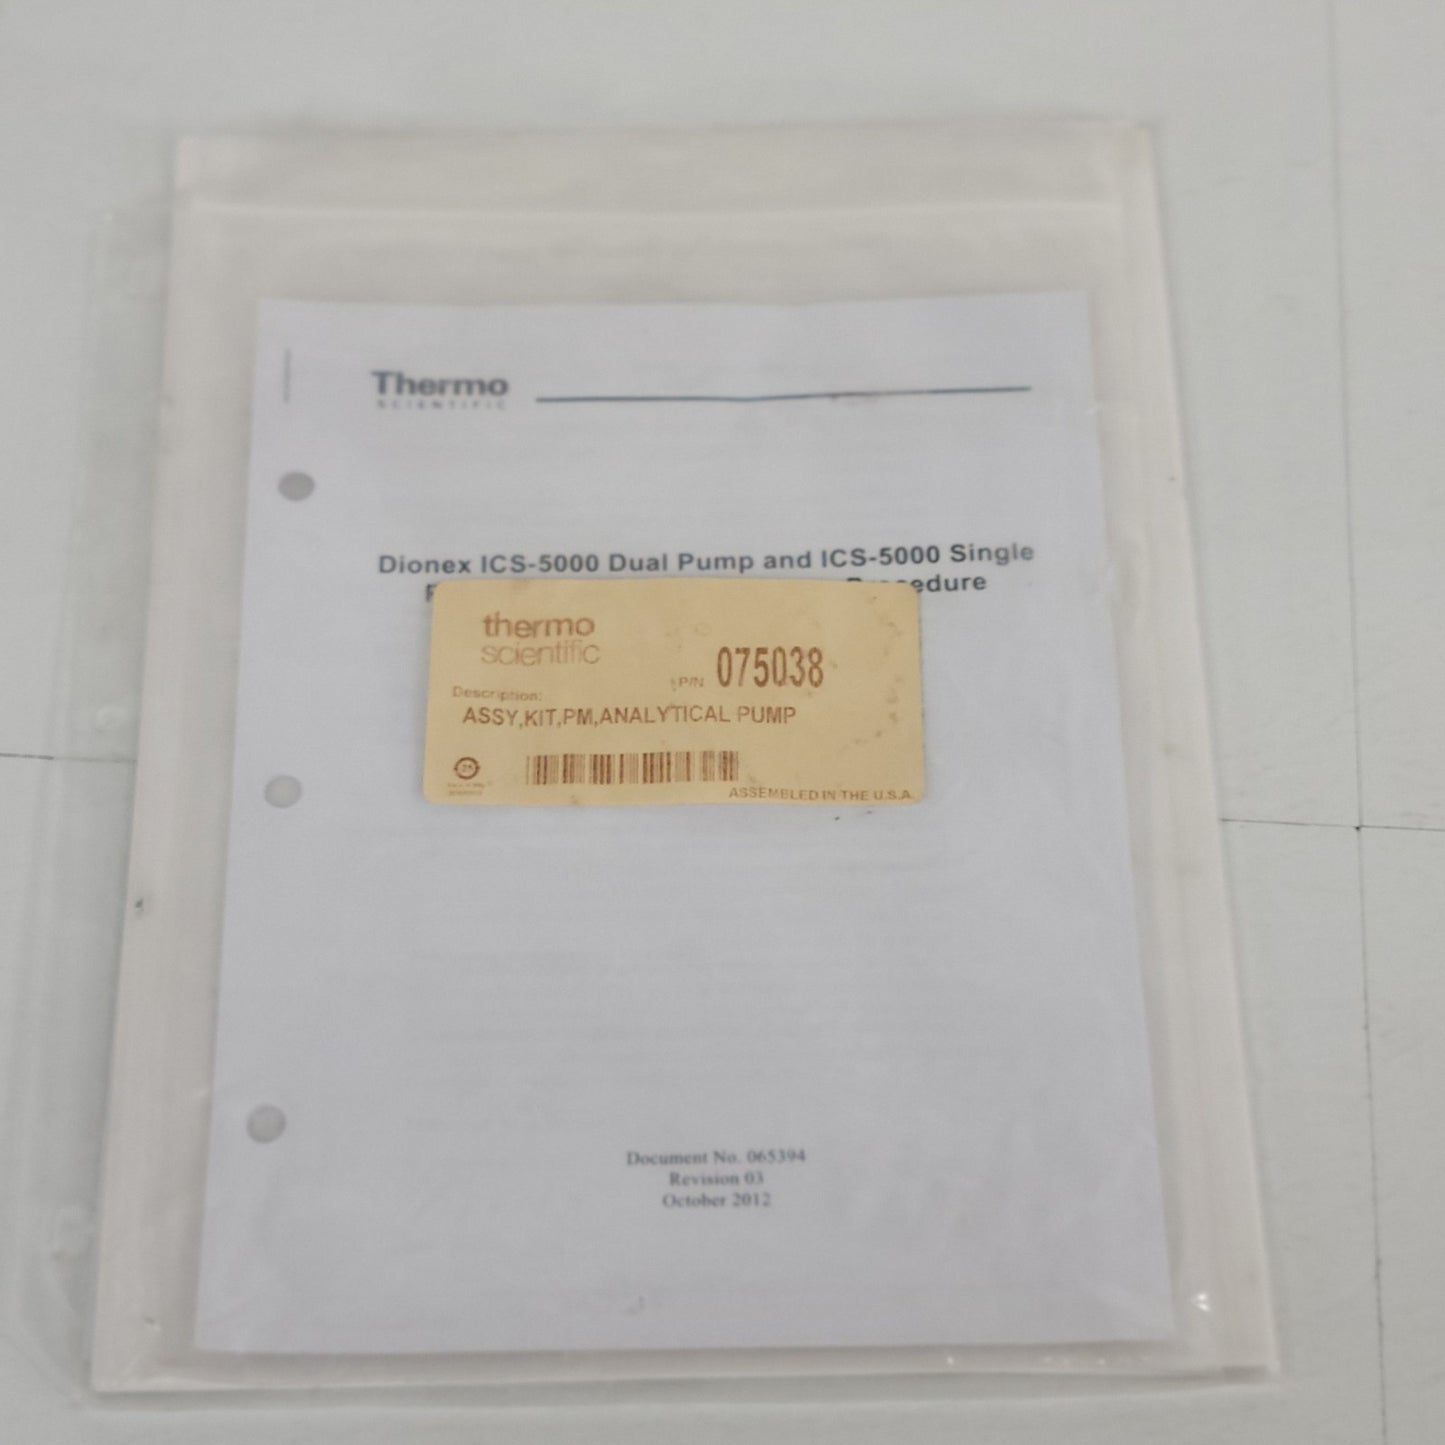 Thermo
SCIENTIFIC
Dionex ICS-5000 Dual Pump and ICS-5000 Single
thermo
scientific
P/N 075038
Description:
ASSY,KIT,PM,ANALYTICAL PUMP
25
ASSEMBLED IN THE U.S.A.
Document No. 065394
Revision 03
October 2012